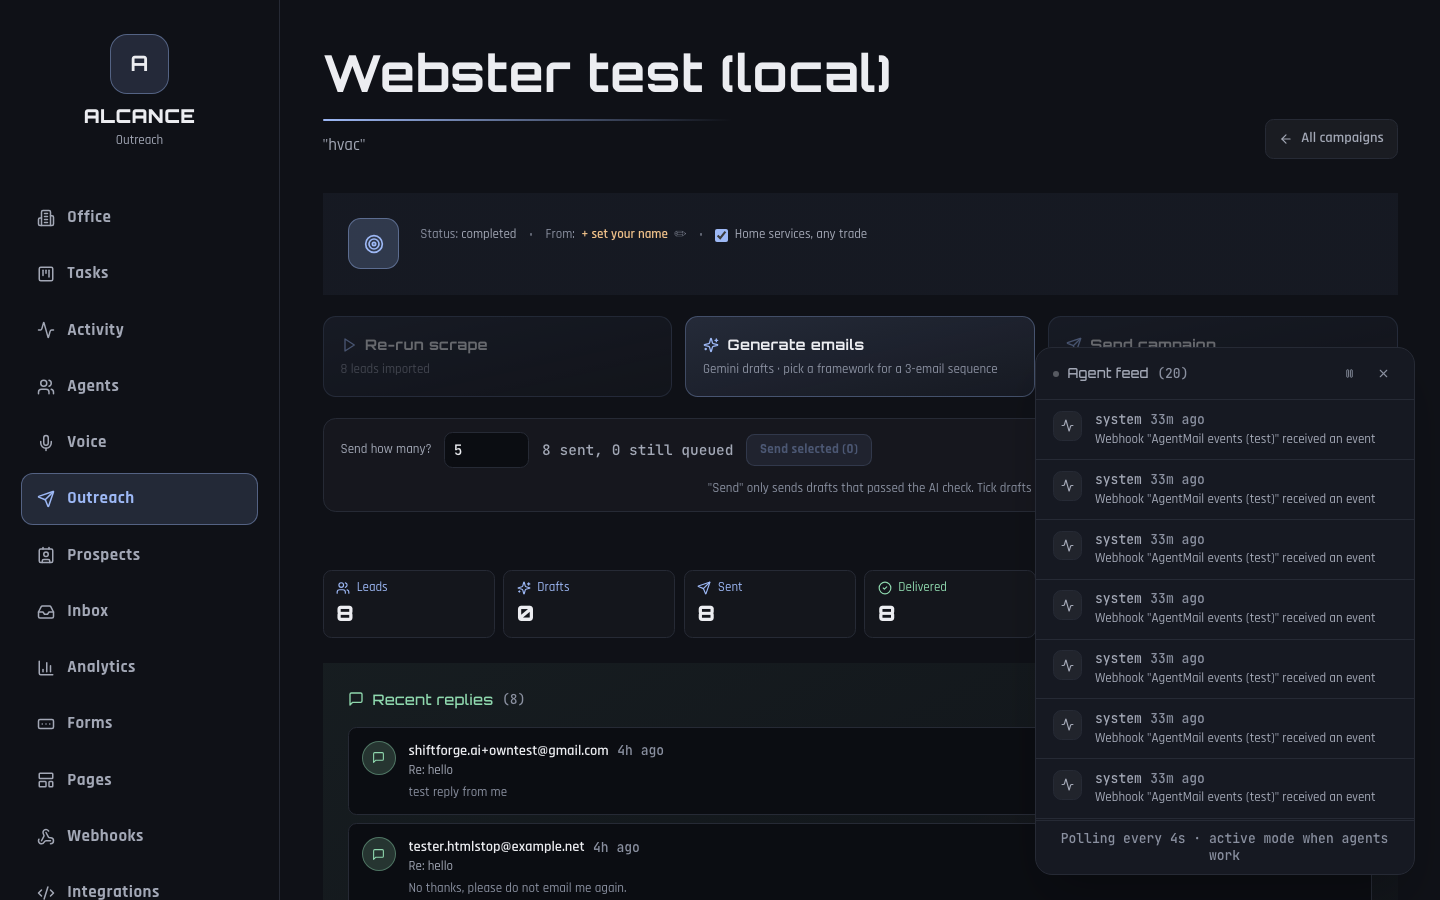 A
ALCANCE
Outreach
Office
Tasks
Activity
Agents
Voice
Outreach
Prospects
Inbox
Analytics
Forms
Pages
Webhooks
Integrations
Webster test (local)
"hvac"
All campaigns
Status: completed · From: + set your name ✏ · Home services, any trade
Re-run scrape
8 leads imported
Generate emails
Gemini drafts · pick a framework for a 3-email sequence
Send campaign
Send how many? 5 8 sent, 0 still queued Send selected (0)
"Send" only sends drafts that passed the AI check. Tick drafts
Leads
8
Drafts
0
Sent
8
Delivered
8
Recent replies (8)
shiftforge.ai+owntest@gmail.com 4h ago
Re: hello
test reply from me
tester.htmlstop@example.net 4h ago
Re: hello
No thanks, please do not email me again.
Agent feed (20)
system 33m ago
Webhook "AgentMail events (test)" received an event
system 33m ago
Webhook "AgentMail events (test)" received an event
system 33m ago
Webhook "AgentMail events (test)" received an event
system 33m ago
Webhook "AgentMail events (test)" received an event
system 33m ago
Webhook "AgentMail events (test)" received an event
system 33m ago
Webhook "AgentMail events (test)" received an event
system 33m ago
Webhook "AgentMail events (test)" received an event
Polling every 4s · active mode when agents
work